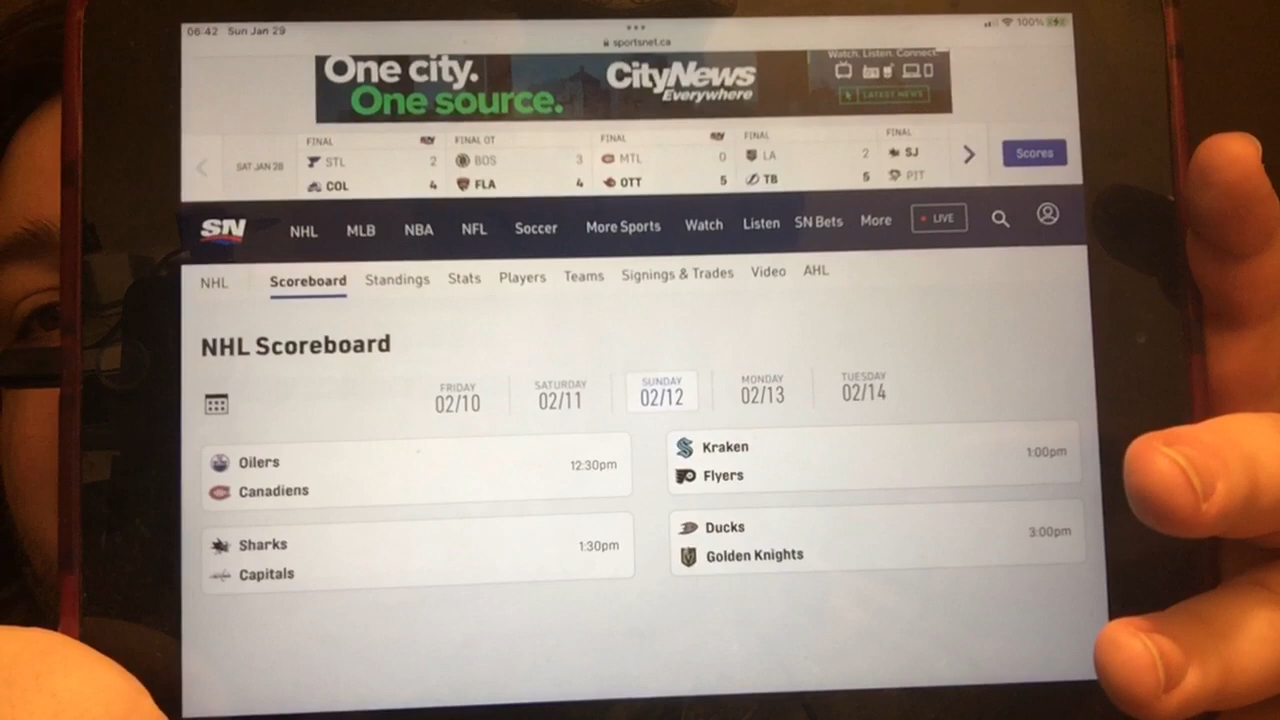 06:42 Sun Jan 29
100%
sportsnet.ca
One city.
One source.
CityNews
Everywhere
Watch. Listen. Connect.
LATEST NEWS
SAT JAN 28
FINAL
STL 2
COL 4
FINAL OT
BOS 3
FLA 4
FINAL
MTL 0
OTT 5
FINAL
LA 2
TB 5
FINAL
SJ
PIT
Scores
SN NHL MLB NBA NFL Soccer More Sports Watch Listen SN Bets More LIVE
NHL Scoreboard Standings Stats Players Teams Signings & Trades Video AHL
NHL Scoreboard
FRIDAY
02/10
SATURDAY
02/11
SUNDAY
02/12
MONDAY
02/13
TUESDAY
02/14
Oilers
Canadiens
12:30pm
Kraken
Flyers
1:00pm
Sharks
Capitals
1:30pm
Ducks
Golden Knights
3:00pm